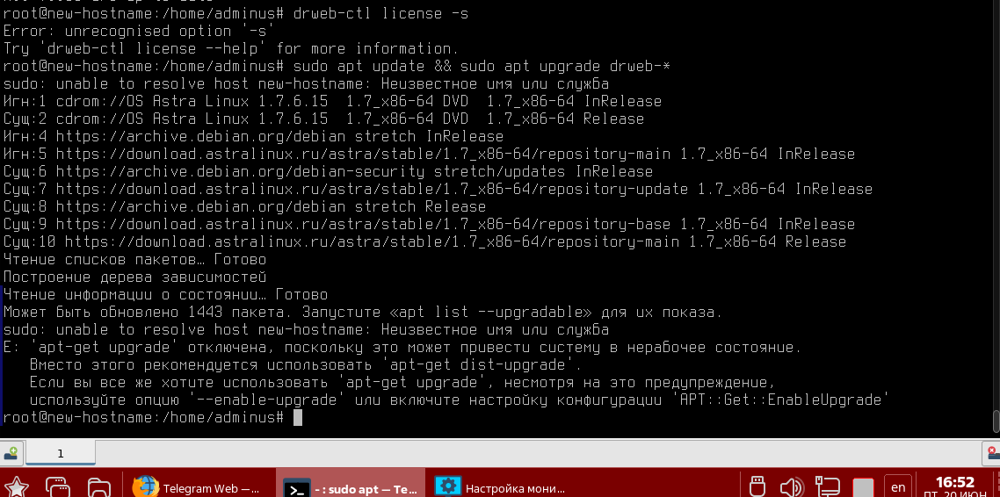 root@new-hostname:/home/adminus# drweb-ctl license -s
Error: unrecognised option '-s'
Try 'drweb-ctl license --help' for more information.
root@new-hostname:/home/adminus# sudo apt update && sudo apt upgrade drweb-*
sudo: unable to resolve host new-hostname: Неизвестное имя или служба
Игн:1 cdrom://OS Astra Linux 1.7.6.15  1.7_x86-64 DVD  1.7_x86-64 InRelease
Сущ:2 cdrom://OS Astra Linux 1.7.6.15  1.7_x86-64 DVD  1.7_x86-64 Release
Игн:4 https://archive.debian.org/debian stretch InRelease
Игн:5 https://download.astralinux.ru/astra/stable/1.7_x86-64/repository-main 1.7_x86-64 InRelease
Сущ:6 https://archive.debian.org/debian-security stretch/updates InRelease
Сущ:7 https://download.astralinux.ru/astra/stable/1.7_x86-64/repository-update 1.7_x86-64 InRelease
Сущ:8 https://archive.debian.org/debian stretch Release
Сущ:9 https://download.astralinux.ru/astra/stable/1.7_x86-64/repository-base 1.7_x86-64 InRelease
Сущ:10 https://download.astralinux.ru/astra/stable/1.7_x86-64/repository-main 1.7_x86-64 Release
Чтение списков пакетов… Готово
Построение дерева зависимостей
Чтение информации о состоянии… Готово
Может быть обновлено 1443 пакета. Запустите «apt list --upgradable» для их показа.
sudo: unable to resolve host new-hostname: Неизвестное имя или служба
E: 'apt-get upgrade' отключена, поскольку это может привести систему в нерабочее состояние.
Вместо этого рекомендуется использовать 'apt-get dist-upgrade'.
Если вы все же хотите использовать 'apt-get upgrade', несмотря на это предупреждение,
используйте опцию '--enable-upgrade' или включите настройку конфигурации 'APT::Get::EnableUpgrade'
root@new-hostname:/home/adminus#
1
Telegram Web —...
- : sudo apt — Te...
Настройка мони...
en
16:52
ПТ, 20 ИЮН